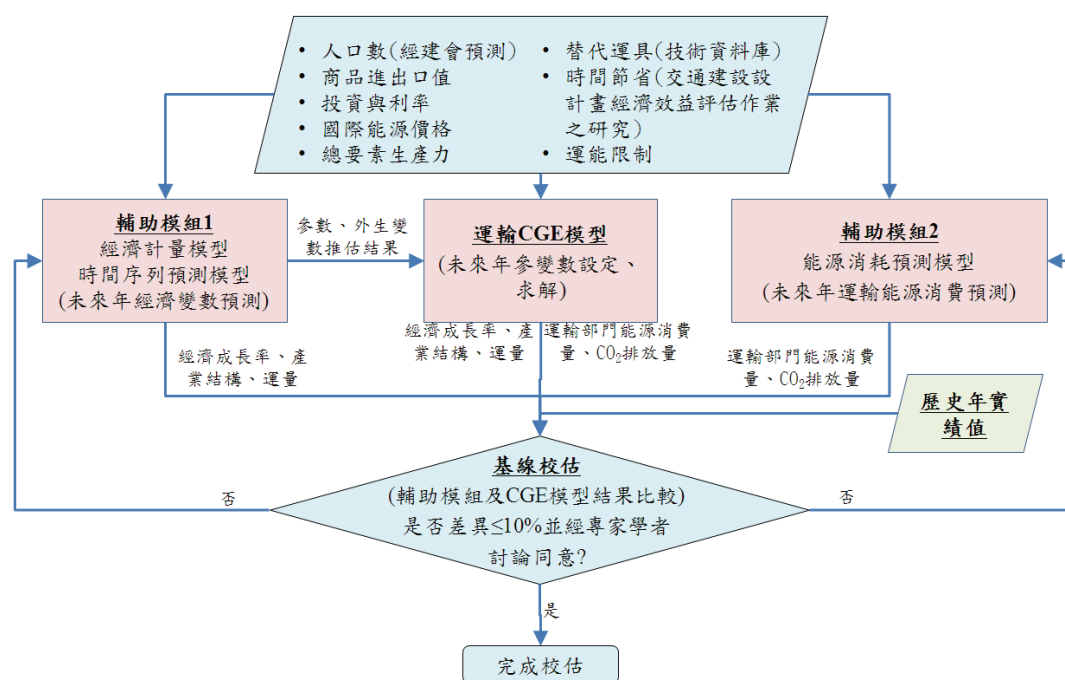 • 人口數(經建會預測)
• 商品進出口值
• 投資與利率
• 國際能源價格
• 總要素生產力
• 替代運具(技術資料庫)
• 時間節省(交通建設設
計畫經濟效益評估作業
之研究)
• 運能限制
輔助模組1
經濟計量模型
時間序列預測模型
(未來年經濟變數預測)
參數、外生變
數推估結果
運輸CGE模型
(未來年參變數設定、
求解)
輔助模組2
能源消耗預測模型
(未來年運輸能源消費預測)
經濟成長率、產
業結構、運量
經濟成長率、產
業結構、運量
運輸部門能源消費
量、CO₂排放量
運輸部門能源消費
量、CO₂排放量
歷史年實
績值
基線校估
(輔助模組及CGE模型結果比較)
是否差異≤10%並經專家學者
討論同意?
否
否
是
完成校估